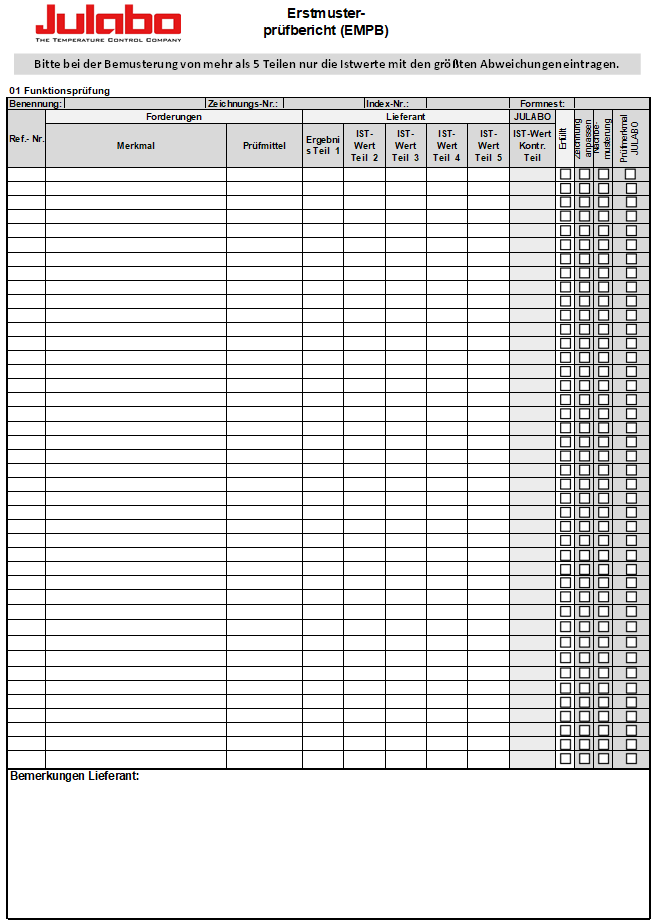 Julabo
THE TEMPERATURE CONTROL COMPANY
Erstmuster-
prüfbericht (EMPB)
Bitte bei der Bemusterung von mehr als 5 Teilen nur die Istwerte mit den größten Abweichungeneintragen.
01 Funktionsprüfung
Benennung: Zeichnungs-Nr.: Index-Nr.: Formnest:
Forderungen Lieferant JULABO
Ref.- Nr. Merkmal Prüfmittel
Ergebni
s Teil 1
IST-
Wert
Teil 2
IST-
Wert
Teil 3
IST-
Wert
Teil 4
IST-
Wert
Teil 5
IST-Wert
Kontr.
Teil
Erfüllt
Zeichnung
anpassen
Nachbe-
musterung
Prüfmerkmal
JULABO
Bemerkungen Lieferant: